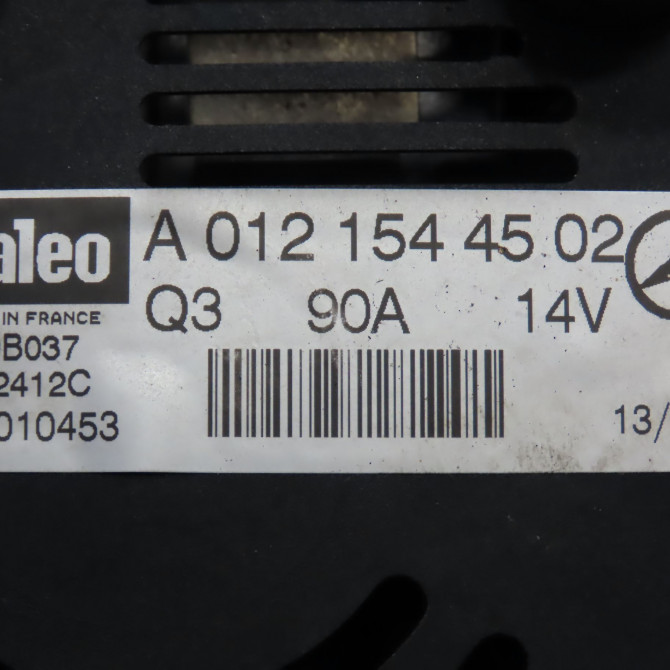 aleo
A 012 154 45 02
IN FRANCE
Q3 90A 14V
B037
2412C
010453
13/